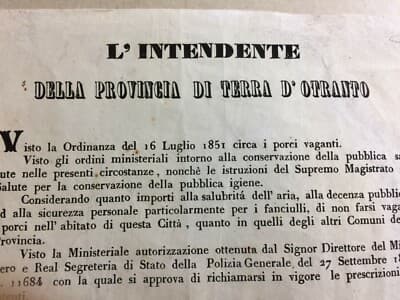 L' INTENDENTE
DELLA PROVINCIA DI TERRA D' OTRANTO
Visto la Ordinanza del 16 Luglio 1851 circa i porci vaganti.
Visto gli ordini ministeriali intorno alla conservazione della pubblica sa
lute nelle presenti circostanze, nonchè le istruzioni del Supremo Magistrato
Salute per la conservazione della pubblica igiene.
Considerando quanto importi alla salubrità dell' aria, alla decenza pubblic
ed alla sicurezza personale particolarmente per i fanciulli, di non farsi vaga
porci nell' abitato di questa Città, quanto in quelli degli altri Comuni de
Provincia.
Visto la Ministeriale autorizzazione ottenuta dal Signor Direttore del Mi
ero e Real Segreteria di Stato della Polizia Generale del 27 Settembre 18
11684 con la quale si approva di richiamarsi in vigore le prescrizioni